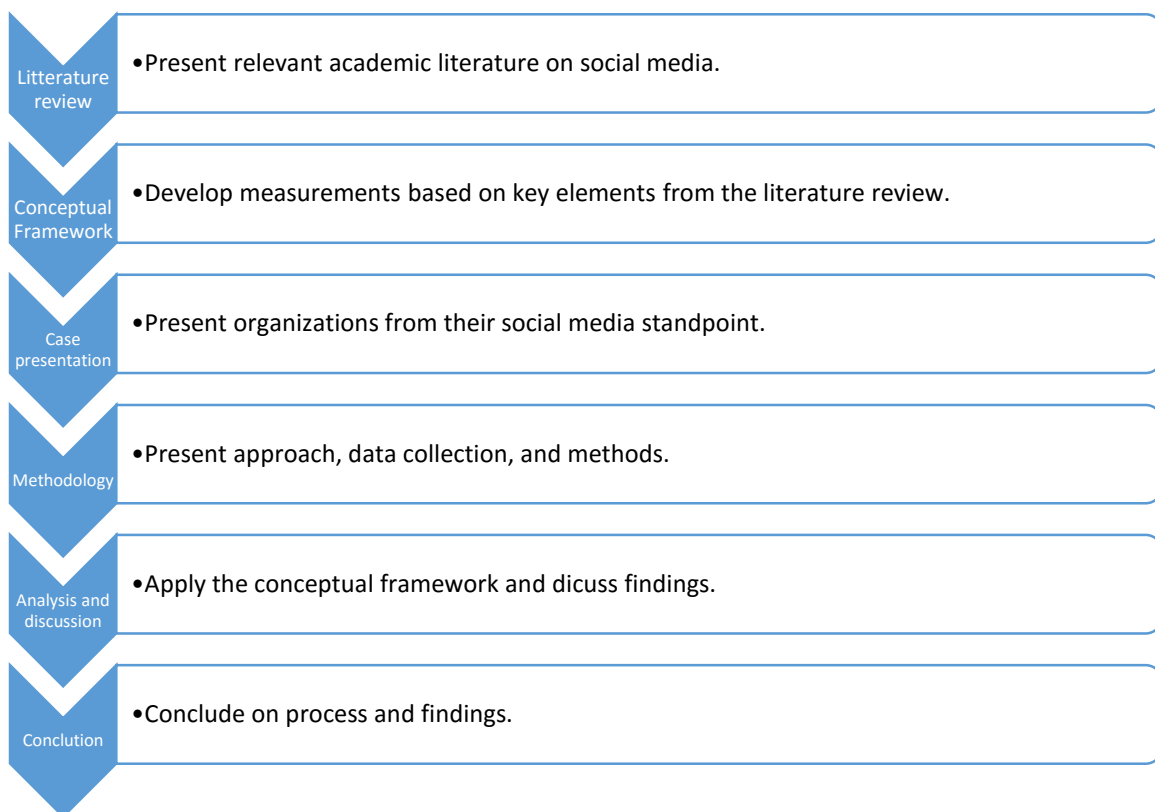 Litterature
review
•Present relevant academic literature on social media.
Conceptual
Framework
•Develop measurements based on key elements from the literature review.
Case
presentation
•Present organizations from their social media standpoint.
Methodology
•Present approach, data collection, and methods.
Analysis and
discussion
•Apply the conceptual framework and dicuss findings.
Conclution
•Conclude on process and findings.